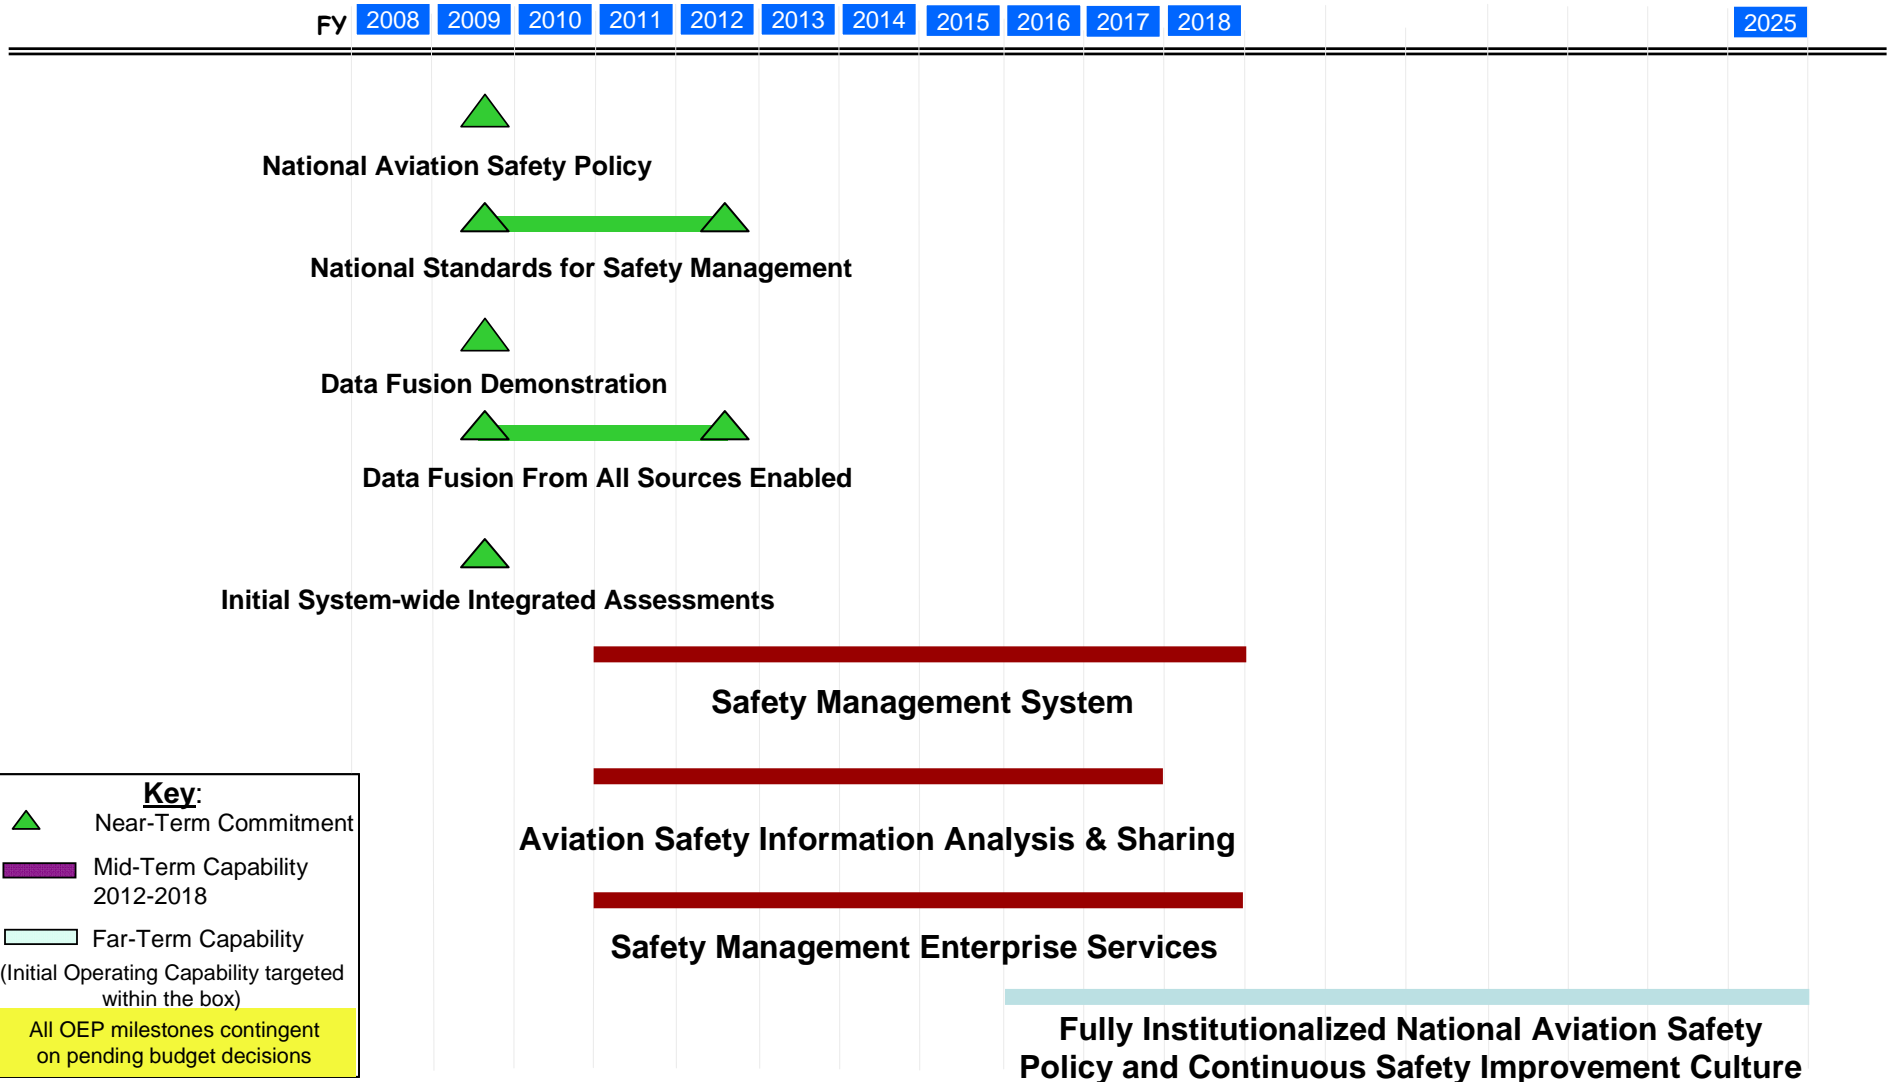 FY 2008 2009 2010 2011 2012 2013 2014 2015 2016 2017 2018 2025
National Aviation Safety Policy
National Standards for Safety Management
Data Fusion Demonstration
Data Fusion From All Sources Enabled
Initial System-wide Integrated Assessments
Safety Management System
Aviation Safety Information Analysis & Sharing
Safety Management Enterprise Services
Fully Institutionalized National Aviation Safety
Policy and Continuous Safety Improvement Culture
Key:
Near-Term Commitment
Mid-Term Capability
2012-2018
Far-Term Capability
(Initial Operating Capability targeted
within the box)
All OEP milestones contingent
on pending budget decisions